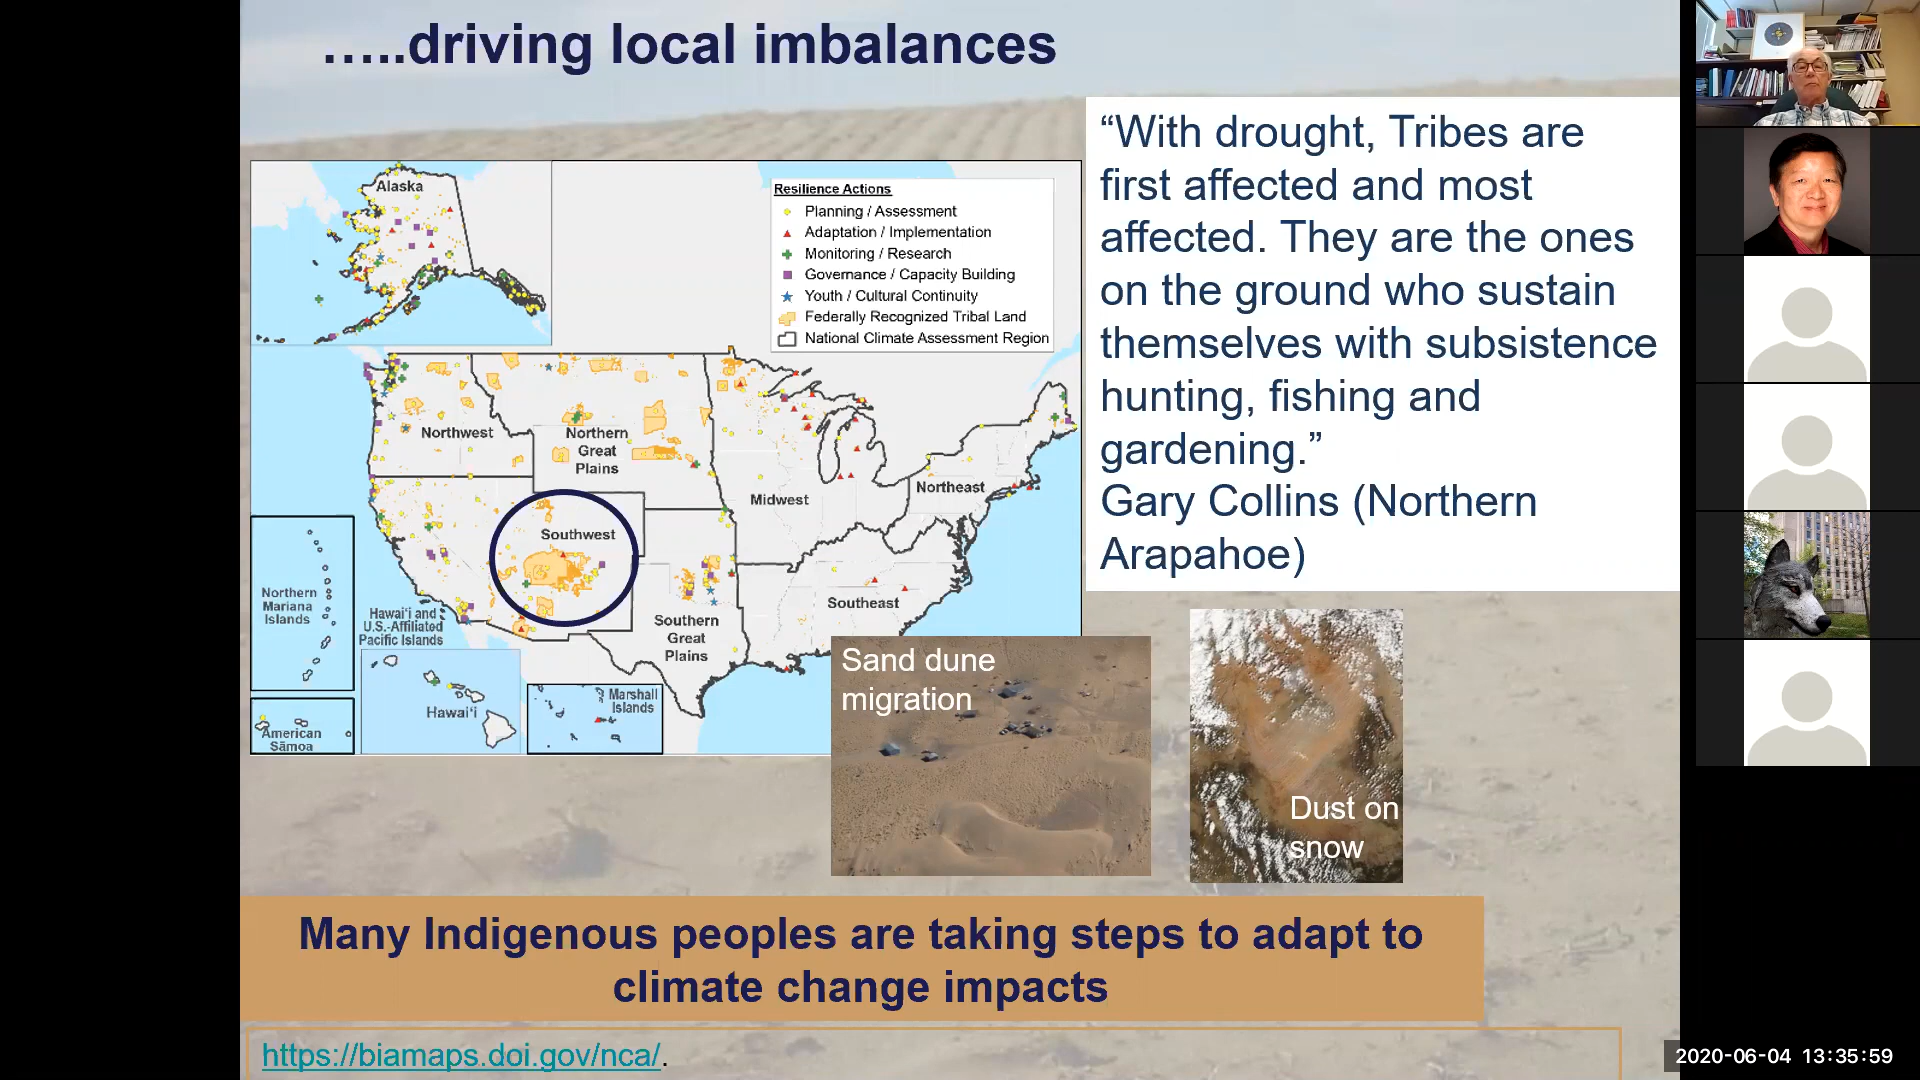 …..driving local imbalances
Alaska
Resilience Actions
Planning / Assessment
Adaptation / Implementation
Monitoring / Research
Governance / Capacity Building
Youth / Cultural Continuity
Federally Recognized Tribal Land
National Climate Assessment Region
Northwest
Northern
Great
Plains
Midwest
Northeast
Southwest
Southeast
Southern
Great
Plains
Northern
Mariana
Islands
Hawai'i and
U.S.-Affiliated
Pacific Islands
American
Sāmoa
Hawai'i
Marshall
Islands
“With drought, Tribes are
first affected and most
affected. They are the ones
on the ground who sustain
themselves with subsistence
hunting, fishing and
gardening.”
Gary Collins (Northern
Arapahoe)
Sand dune
migration
Dust on
snow
Many Indigenous peoples are taking steps to adapt to
climate change impacts
https://biamaps.doi.gov/nca/.
2020-06-04 13:35:59